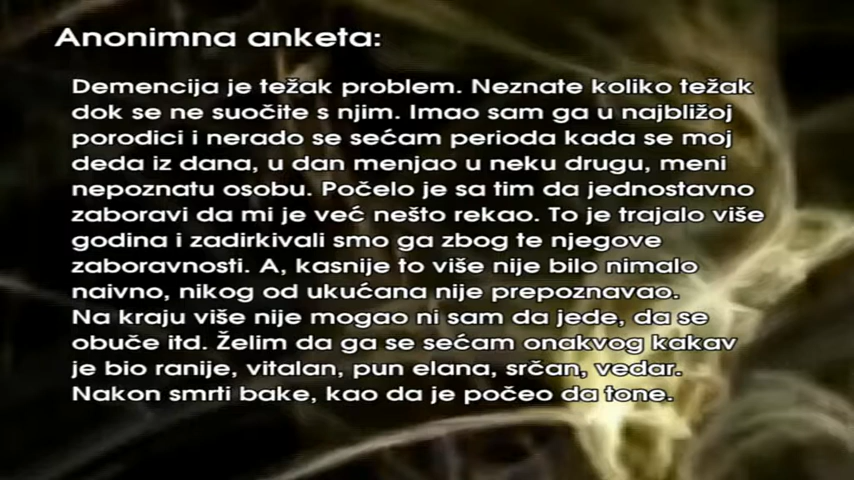 Anonimna anketa:
Demencija je težak problem. Neznate koliko težak
dok se ne suočite s njim. Imao sam ga u najbližoj
porodici i nerado se sećam perioda kada se moj
deda iz dana, u dan menjao u neku drugu, meni
nepoznatu osobu. Počelo je sa tim da jednostavno
zaboravi da mi je već nešto rekao. To je trajalo više
godina i zadirkivali smo ga zbog te njegove
zaboravnosti. A, kasnije to više nije bilo nimalo
naivno, nikog od ukućana nije prepoznavao.
Na kraju više nije mogao ni sam da jede, da se
obuče itd. Želim da ga se sećam onakvog kakav
je bio ranije, vitalan, pun elana, srčan, vedar.
Nakon smrti bake, kao da je počeo da tone.